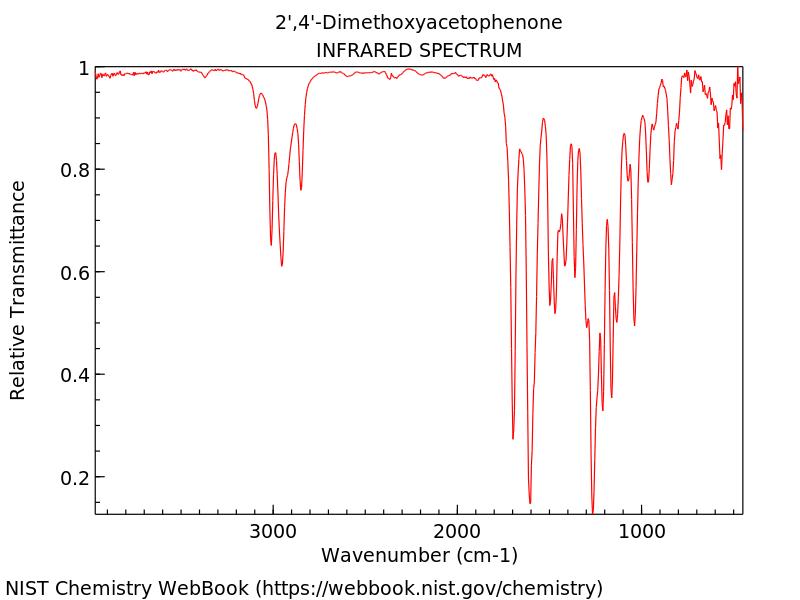 2',4'-Dimethoxyacetophenone
INFRARED SPECTRUM
1
0.8
0.6
0.4
0.2
Relative Transmittance
3000 2000 1000
Wavenumber (cm-1)
NIST Chemistry WebBook (https://webbook.nist.gov/chemistry)